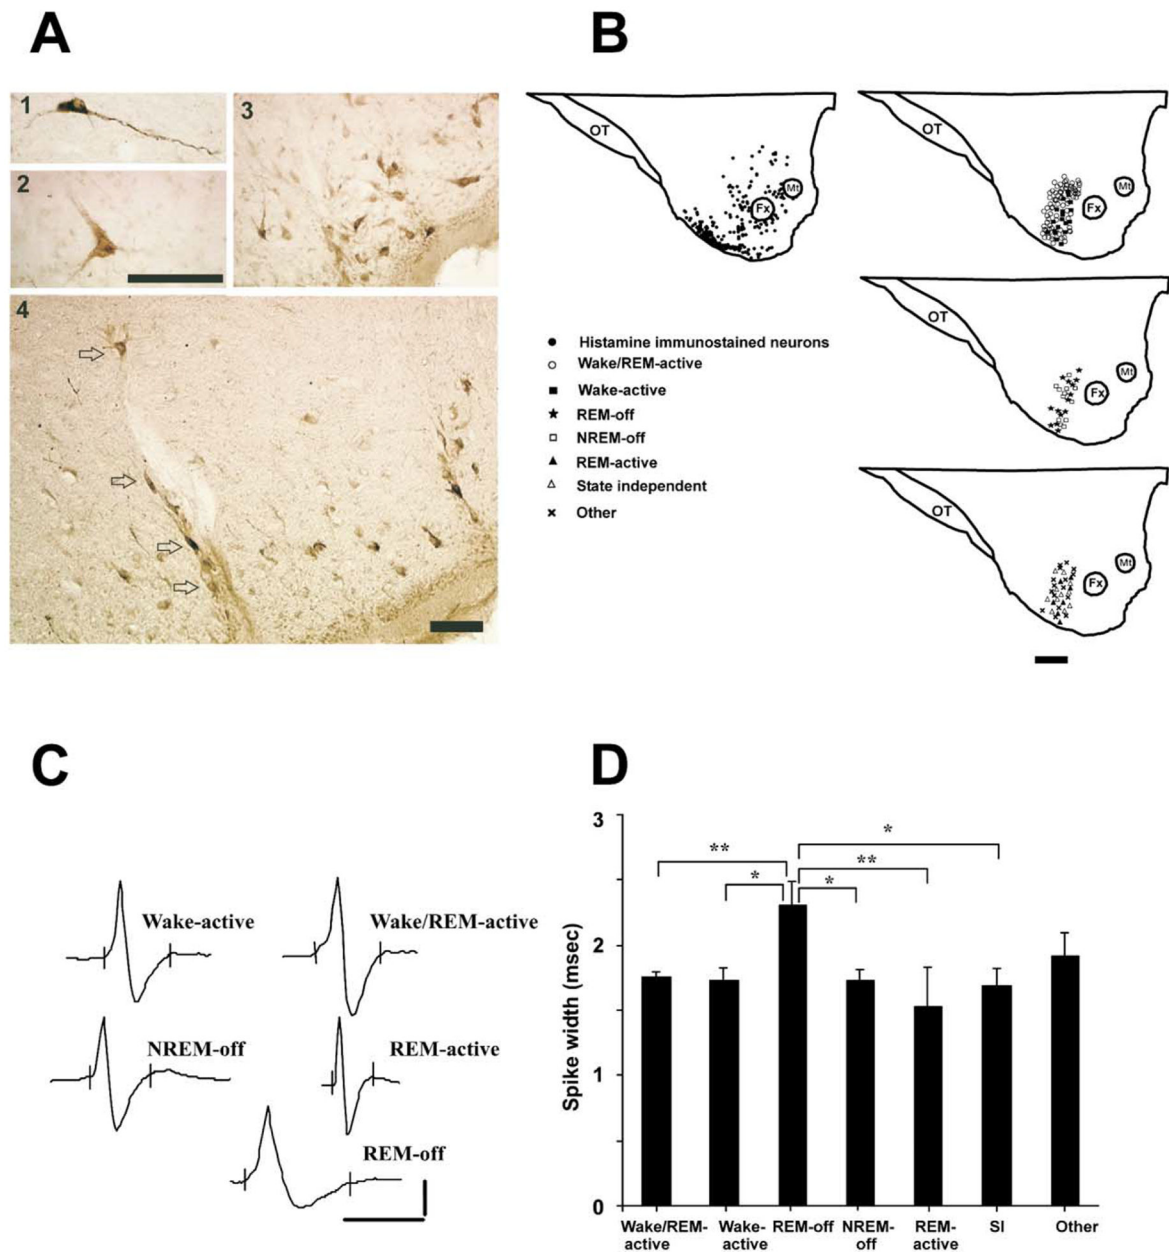 A
B
1
2
3
4
OT
Fx
Mt
OT
Fx
Mt
OT
Fx
Mt
OT
Fx
Mt
Histamine immunostained neurons
Wake/REM-active
Wake-active
REM-off
NREM-off
REM-active
State independent
Other
C
Wake-active
Wake/REM-active
NREM-off
REM-active
REM-off
D
Spike width (msec)
3
2
1
0
**
*
*
**
*
Wake/REM-
active
Wake-
active
REM-off
NREM-
off
REM-
active
SI
Other